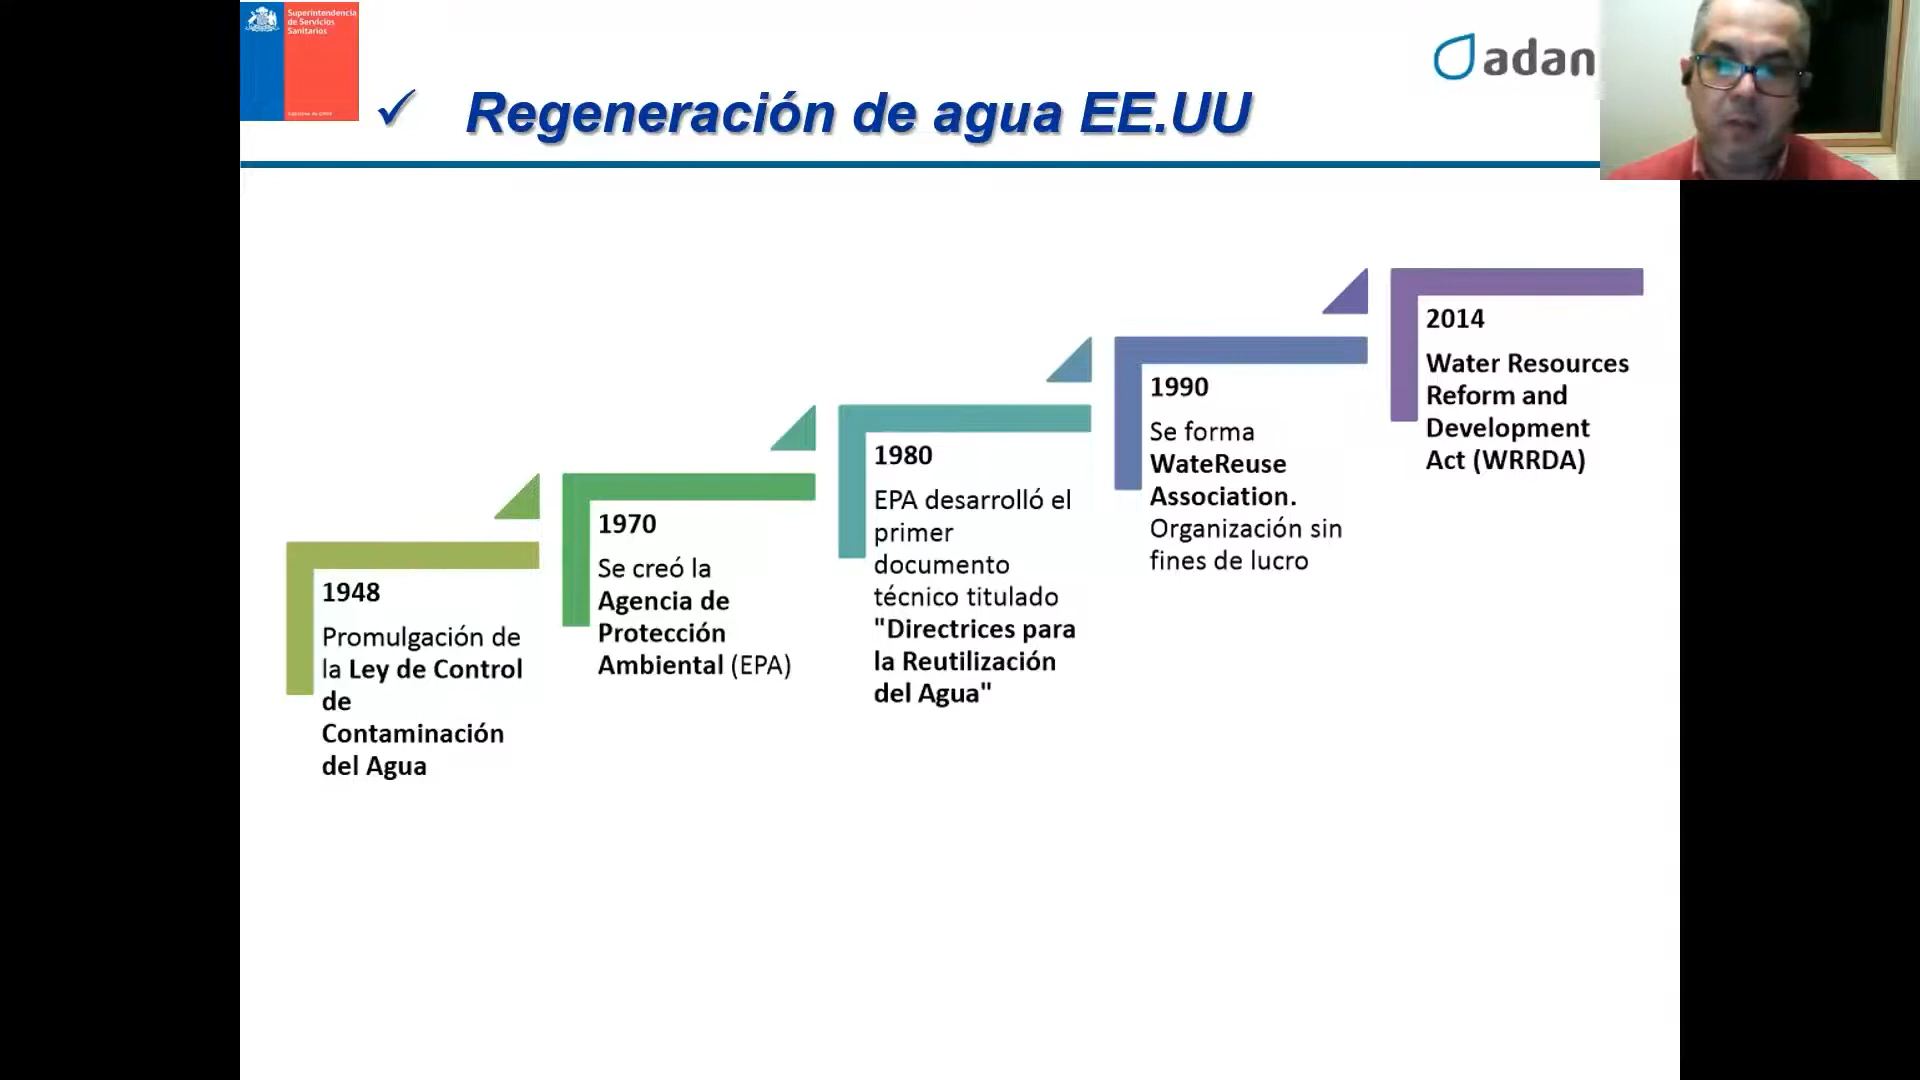 Superintendencia
de Servicios
Sanitarios
adan
✓ Regeneración de agua EE.UU
1948
Promulgación de
la Ley de Control
de
Contaminación
del Agua
1970
Se creó la
Agencia de
Protección
Ambiental (EPA)
1980
EPA desarrolló el
primer
documento
técnico titulado
"Directrices para
la Reutilización
del Agua"
1990
Se forma
WateReuse
Association.
Organización sin
fines de lucro
2014
Water Resources
Reform and
Development
Act (WRRDA)